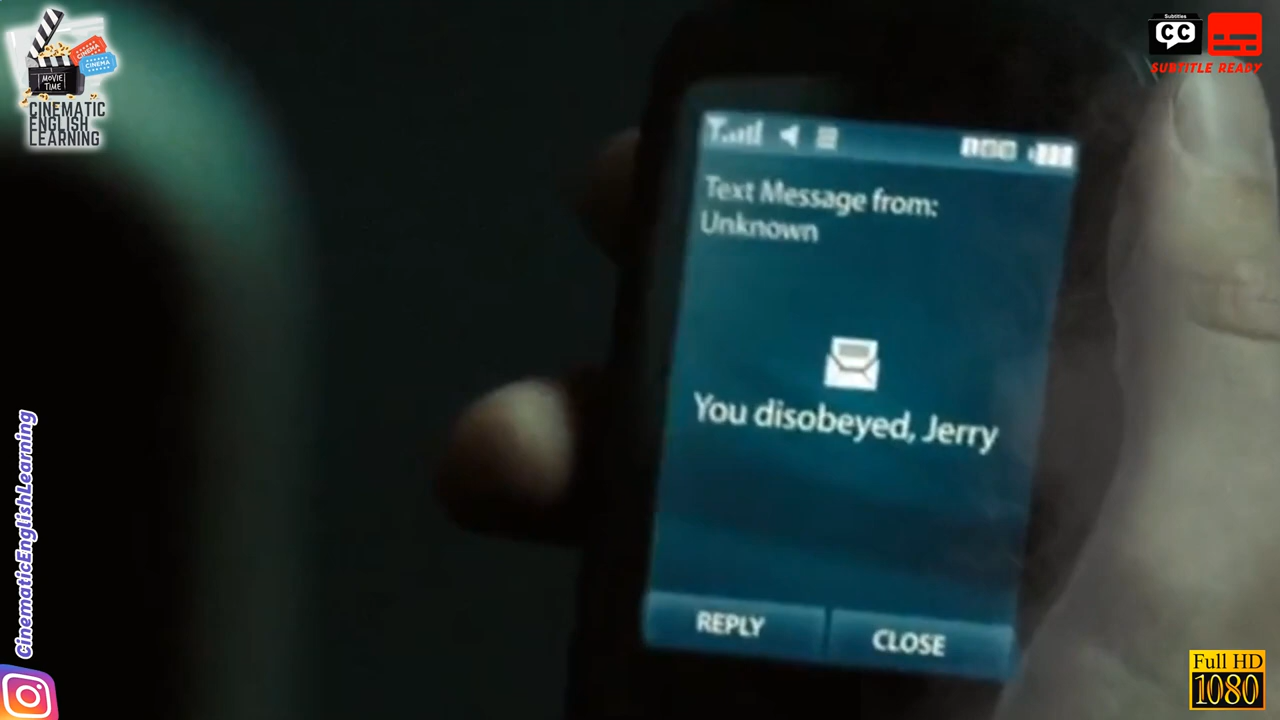 CINEMA
CINEMA
MOVIE
TIME
CINEMATIC
ENGLISH
LEARNING
Subtitles
CC
SUBTITLE READY
Text Message from:
Unknown
You disobeyed, Jerry
REPLY
CLOSE
CinematicEnglishLearning
Full HD
1080